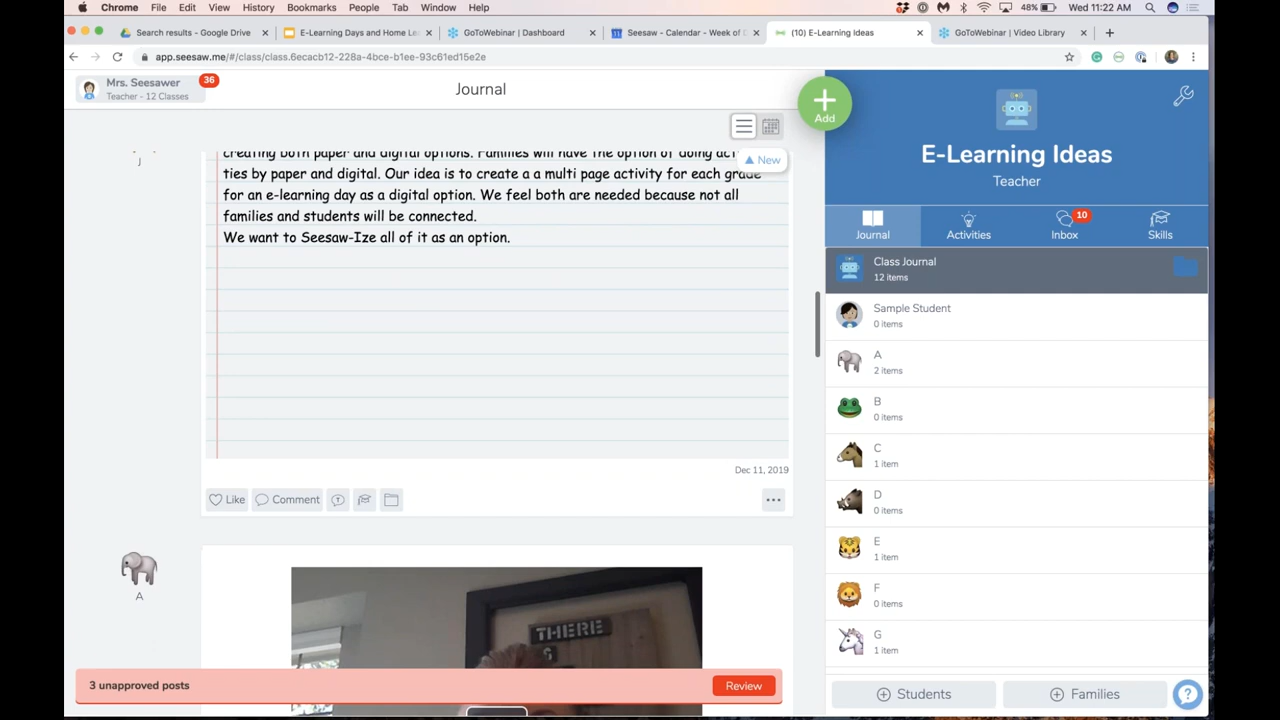 Chrome File Edit View History Bookmarks People Tab Window Help
48% Wed 11:22 AM
Search results - Google Drive
E-Learning Days and Home Le
GoToWebinar | Dashboard
Seesaw - Calendar - Week of D
(10) E-Learning Ideas
GoToWebinar | Video Library
app.seesaw.me/#/class/class.6ecacb12-228a-4bce-b1ee-93c61ed15e2e
Mrs. Seesawer
Teacher - 12 Classes
36
Journal
Add
New
J
creating both paper and digital options. Families will have the option of doing acti
ties by paper and digital. Our idea is to create a a multi page activity for each grade
for an e-learning day as a digital option. We feel both are needed because not all
families and students will be connected.
We want to Seesaw-Ize all of it as an option.
Dec 11, 2019
Like
Comment
A
THERE
3 unapproved posts
Review
E-Learning Ideas
Teacher
Journal
Activities
Inbox
10
Skills
Class Journal
12 items
Sample Student
0 items
A
2 items
B
0 items
C
1 item
D
0 items
E
1 item
F
0 items
G
1 item
Students
Families
?